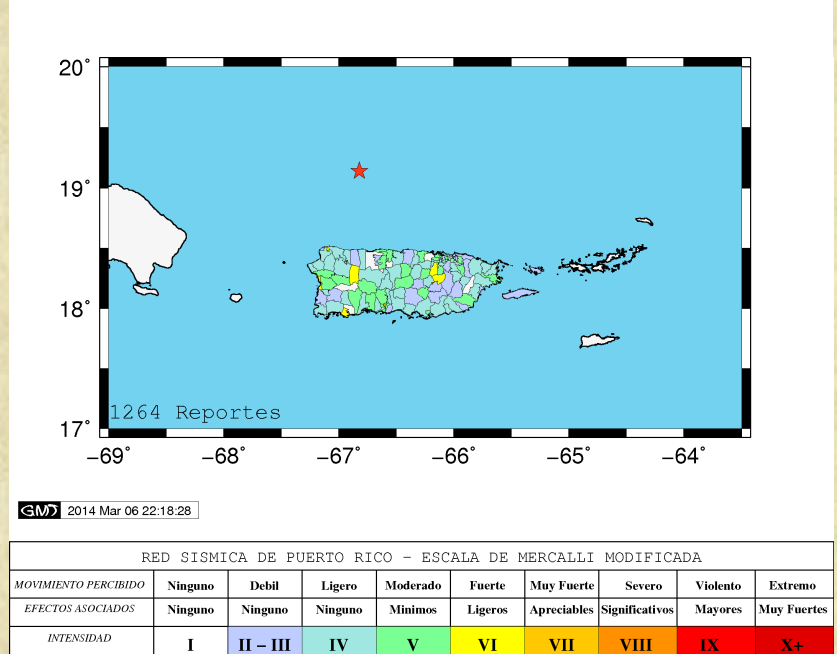 20°
19°
18°
17°
1264 Reportes
−69° −68° −67° −66° −65° −64°
GMD 2014 Mar 06 22:18:28
RED SISMICA DE PUERTO RICO − ESCALA DE MERCALLI MODIFICADA
MOVIMIENTO PERCIBIDO Ninguno Debil Ligero Moderado Fuerte Muy Fuerte Severo Violento Extremo
EFECTOS ASOCIADOS Ninguno Ninguno Ninguno Minimos Ligeros Apreciables Significativos Mayores Muy Fuertes
INTENSIDAD I II − III IV V VI VII VIII IX X+